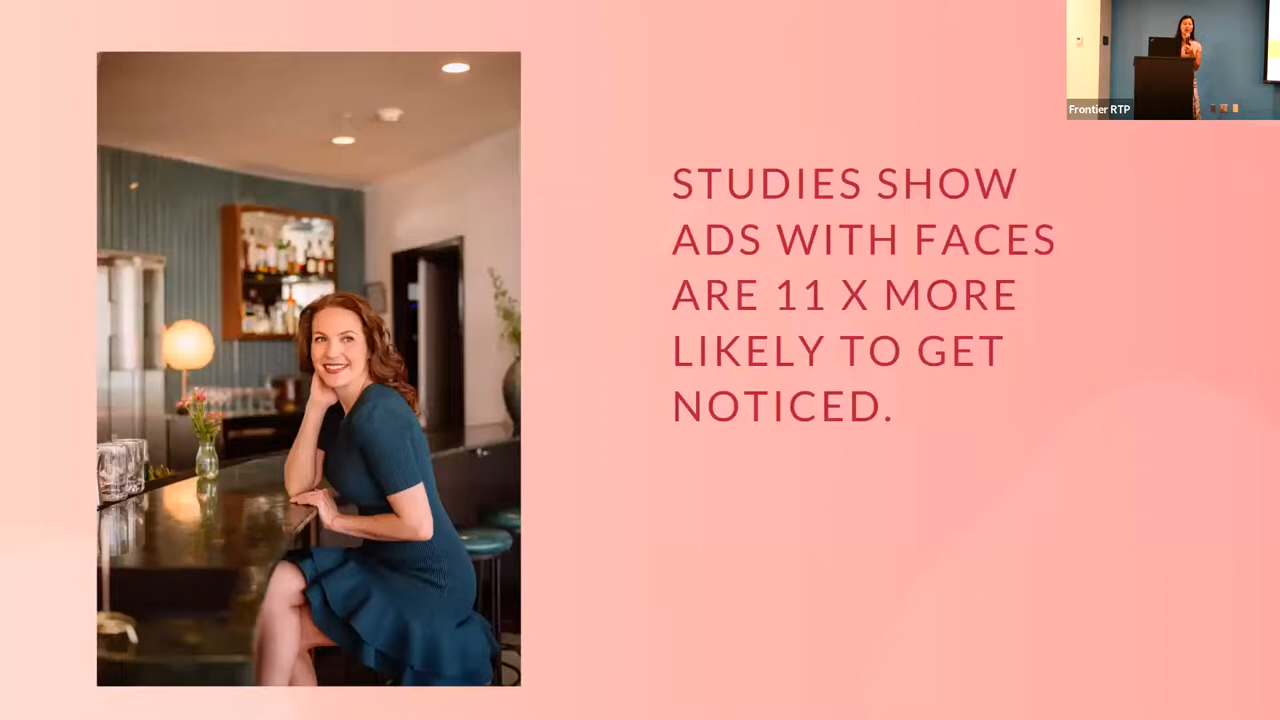 Frontier RTP
STUDIES SHOW
ADS WITH FACES
ARE 11 X MORE
LIKELY TO GET
NOTICED.